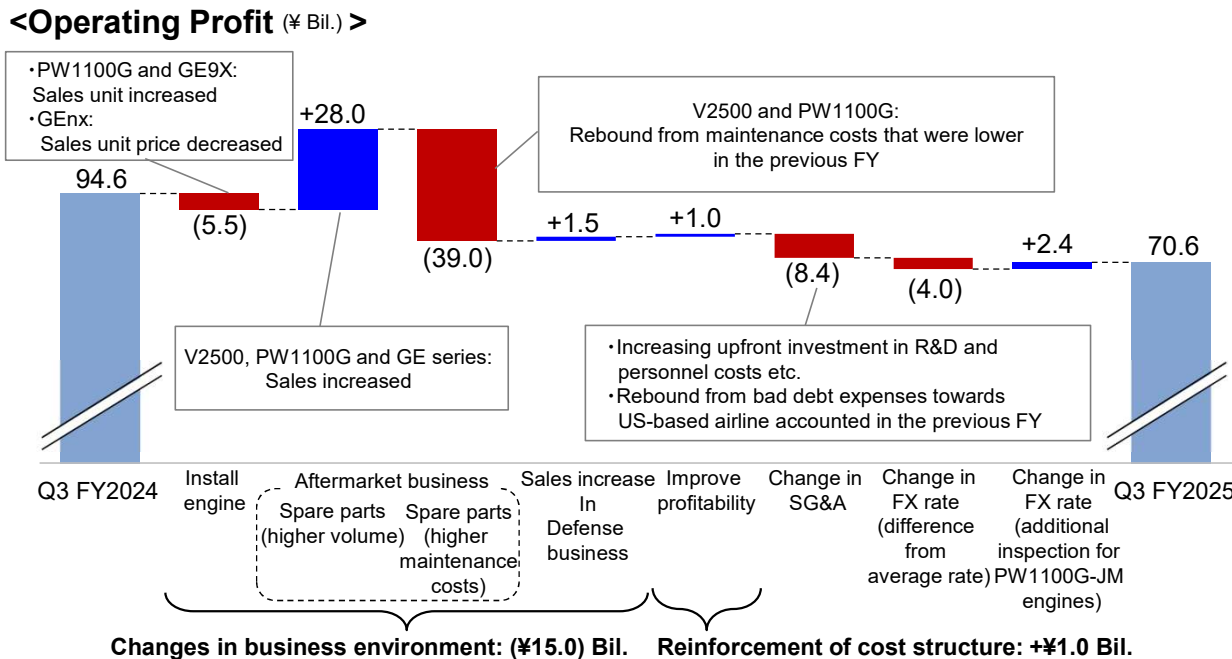 <Operating Profit (¥ Bil.) >
・PW1100G and GE9X:
Sales unit increased
・GEnx:
Sales unit price decreased
V2500 and PW1100G:
Rebound from maintenance costs that were lower
in the previous FY
94.6
(5.5)
+28.0
(39.0)
+1.5
+1.0
(8.4)
(4.0)
+2.4
70.6
V2500, PW1100G and GE series:
Sales increased
・Increasing upfront investment in R&D and
personnel costs etc.
・Rebound from bad debt expenses towards
US-based airline accounted in the previous FY
Q3 FY2024
Install
engine
Aftermarket business
Spare parts
(higher volume)
Spare parts
(higher
maintenance
costs)
Sales increase
In
Defense
business
Improve
profitability
Change in
SG&A
Change in
FX rate
(difference
from
average rate)
Change in
FX rate
(additional
inspection for
PW1100G-JM
engines)
Q3 FY2025
Changes in business environment: (¥15.0) Bil.
Reinforcement of cost structure: +¥1.0 Bil.